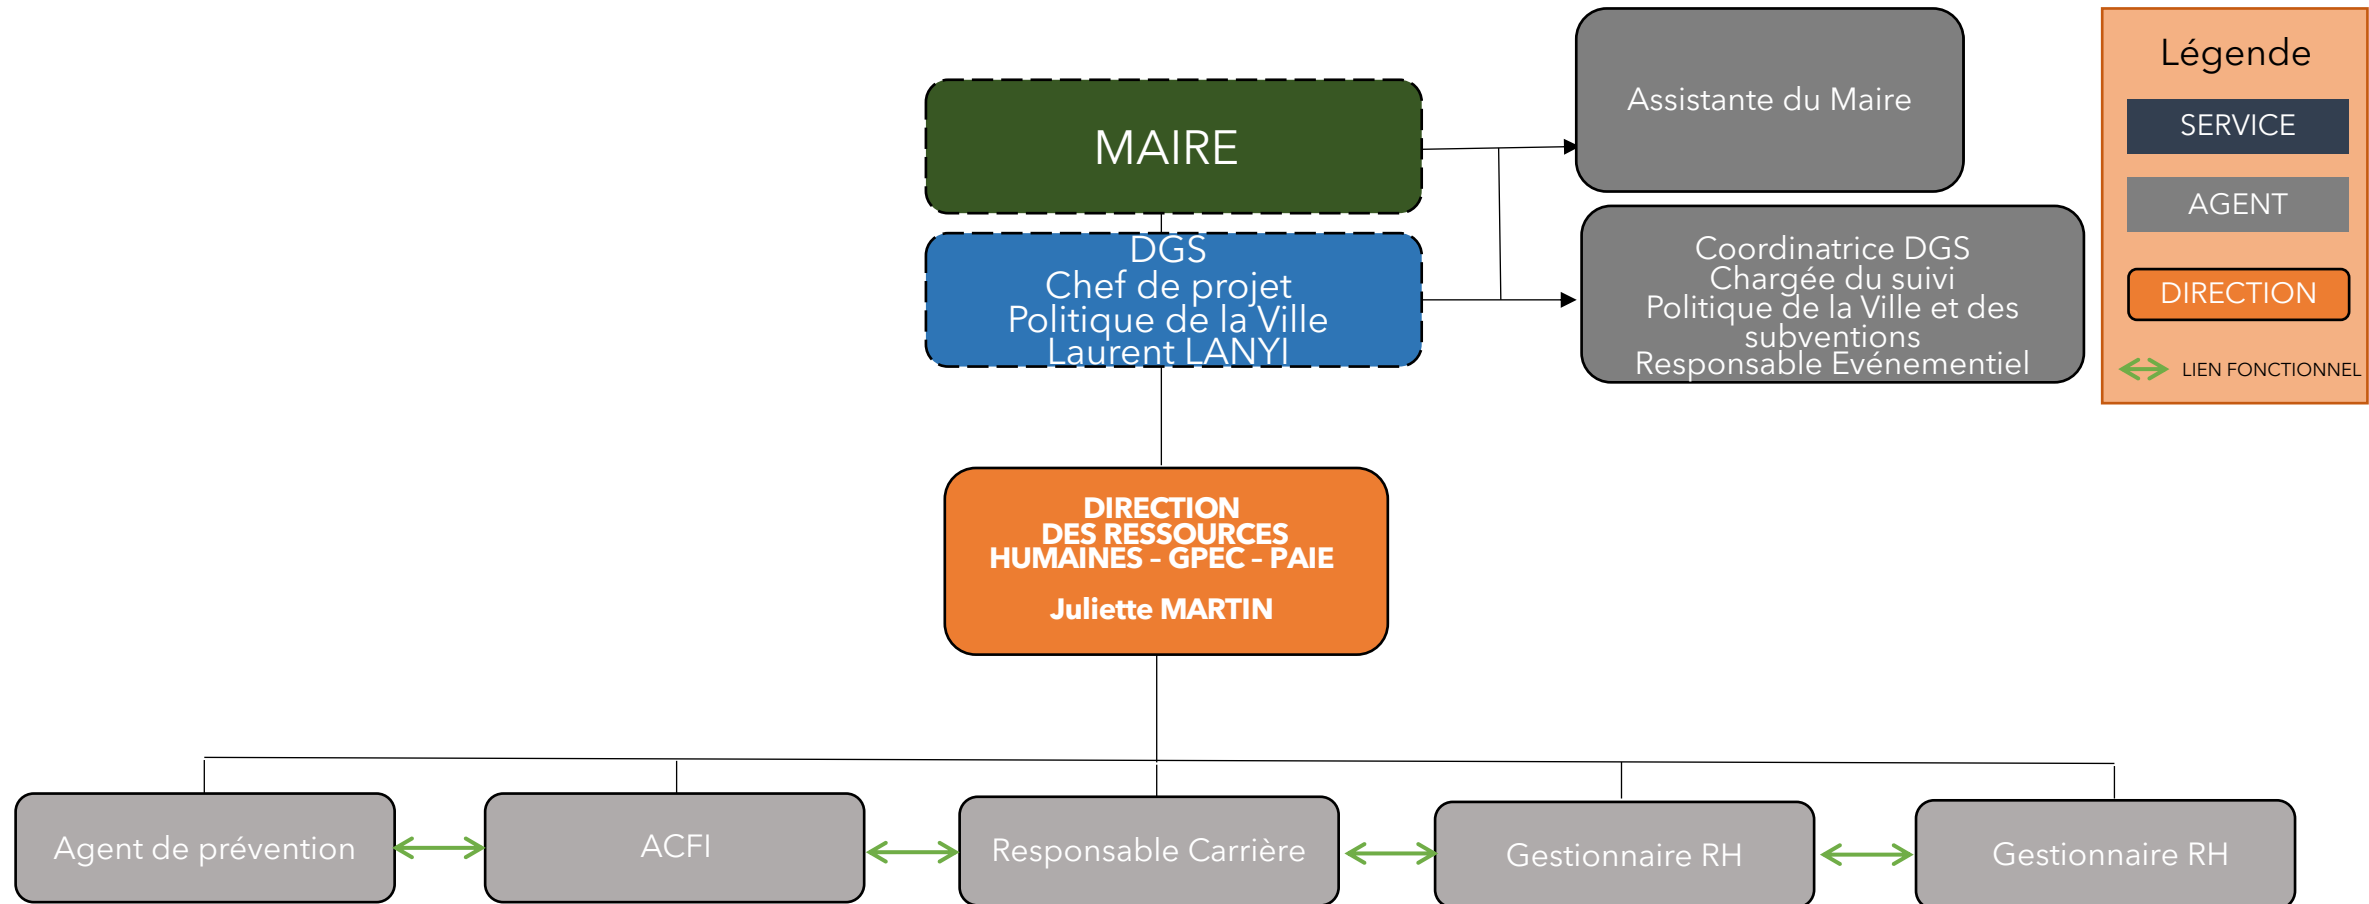 MAIRE
Assistante du Maire
DGS
Chef de projet
Politique de la Ville
Laurent LANYI
Coordinatrice DGS
Chargée du suivi
Politique de la Ville et des
subventions
Responsable Evénementiel
Légende
SERVICE
AGENT
DIRECTION
LIEN FONCTIONNEL
DIRECTION
DES RESSOURCES
HUMAINES – GPEC – PAIE
Juliette MARTIN
Agent de prévention
ACFI
Responsable Carrière
Gestionnaire RH
Gestionnaire RH